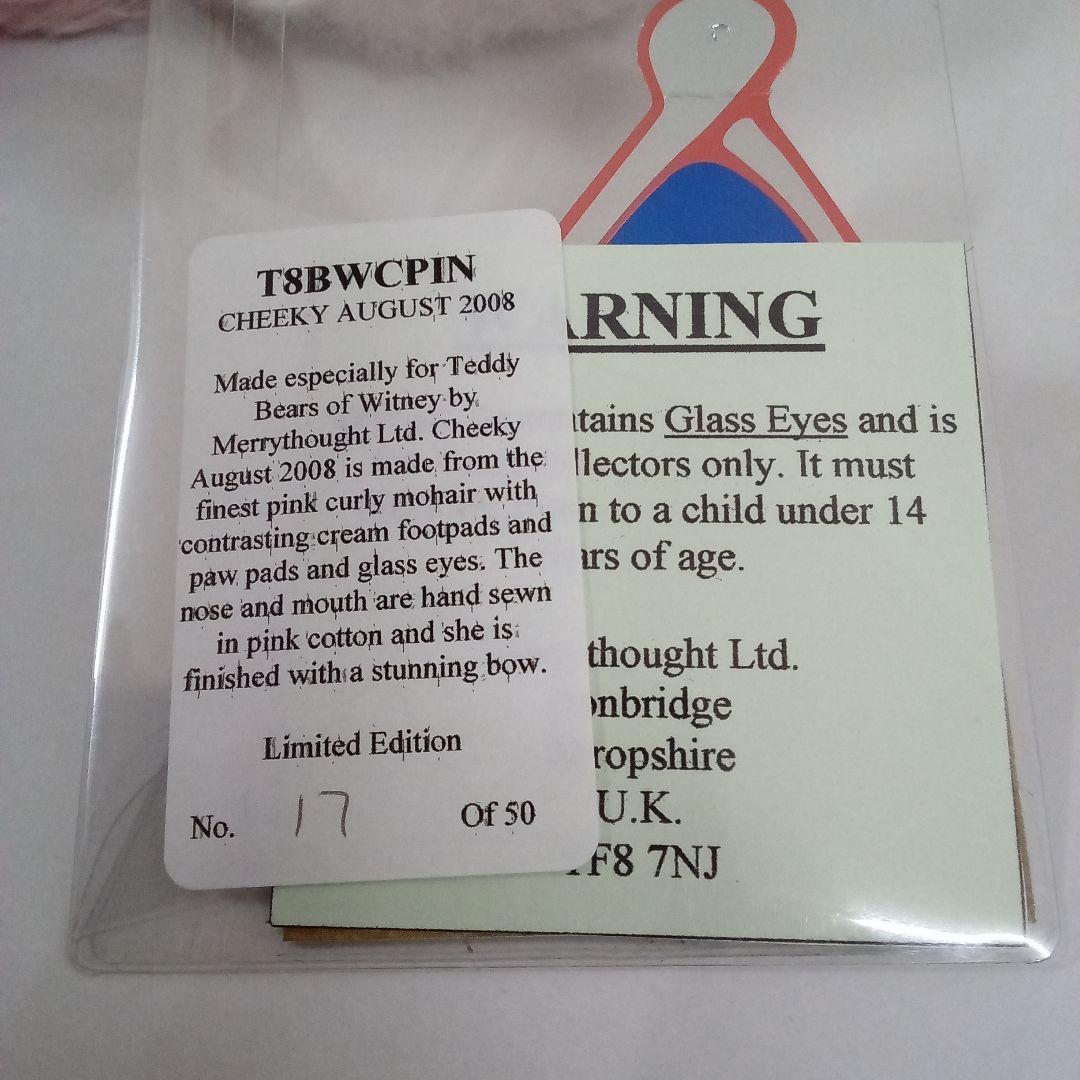 T8BWCPIN
CHEEKY AUGUST 2008
Made especially for Teddy
Bears of Witney by
Merrythought Ltd. Cheeky
August 2008 is made from the
finest pink curly mohair with
contrasting cream footpads and
paw pads and glass eyes. The
nose and mouth are hand sewn
in pink cotton and she is
finished with a stunning bow.
Limited Edition
No. 17 Of 50
ARNING
ntains Glass Eyes and is
llectors only. It must
n to a child under 14
ars of age.
thought Ltd.
onbridge
ropshire
U.K.
TF8 7NJ